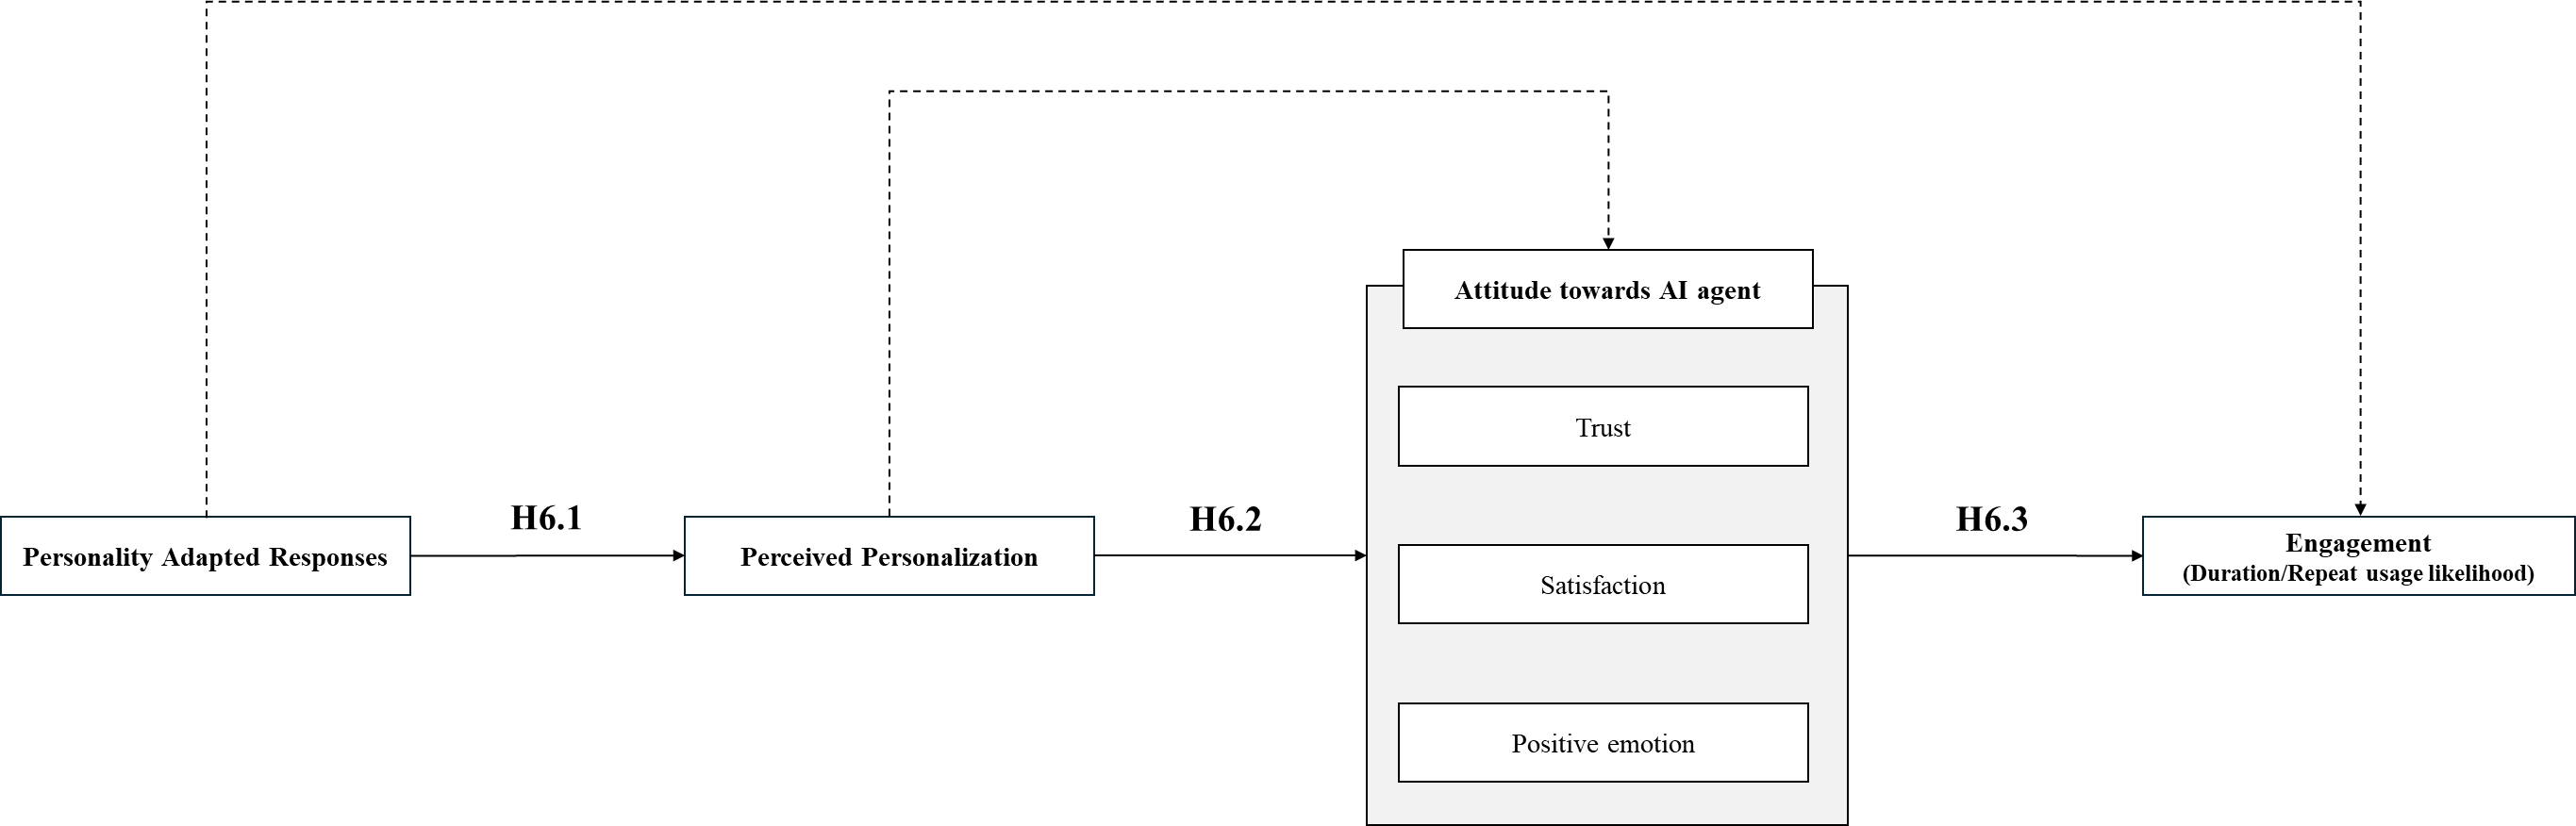 Attitude towards AI agent
Trust
H6.1
H6.2
H6.3
Personality Adapted Responses
Perceived Personalization
Satisfaction
Engagement
(Duration/Repeat usage likelihood)
Positive emotion